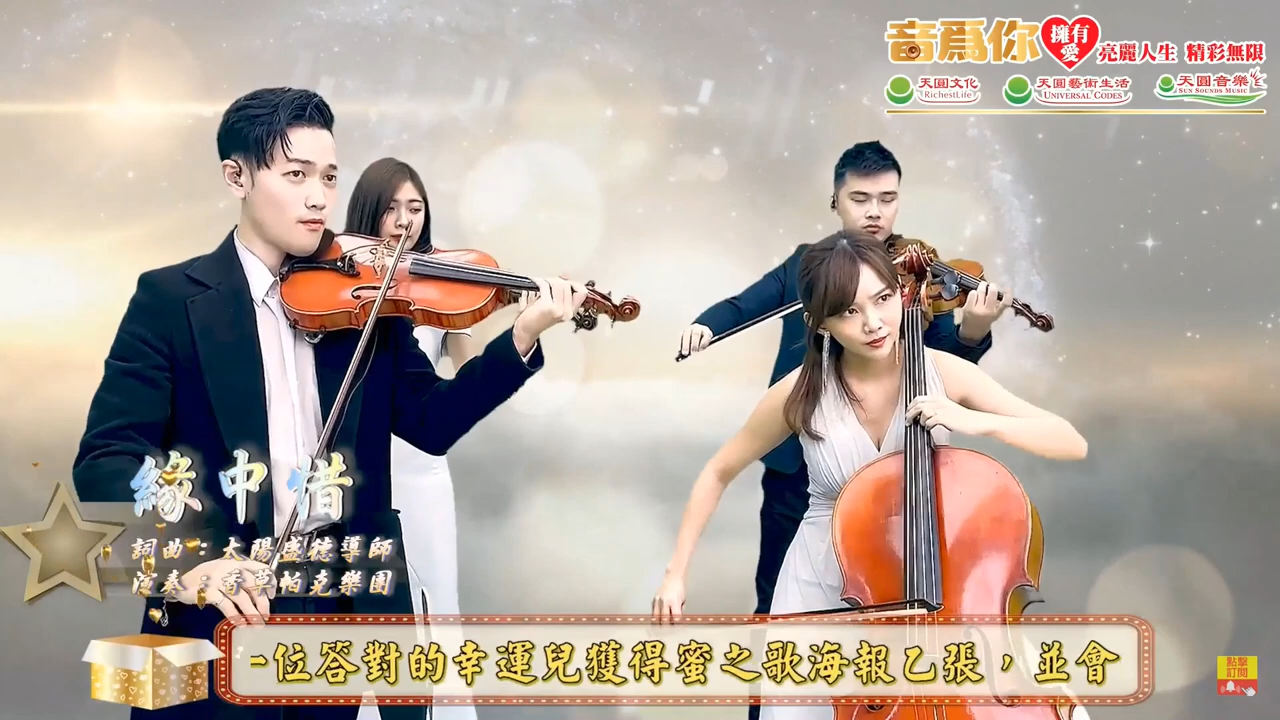 音為你
擁有愛
亮麗人生 精彩無限
天圓文化
RICHESTLIFE
天圓藝術生活
UNIVERSAL CODES
天圓音樂
SUN SOUNDS MUSIC
緣中惜
詞曲：太陽盛德導師
演奏：香草帕克樂團
一位答對的幸運兒獲得蜜之歌海報乙張，並會
點擊
訂閱